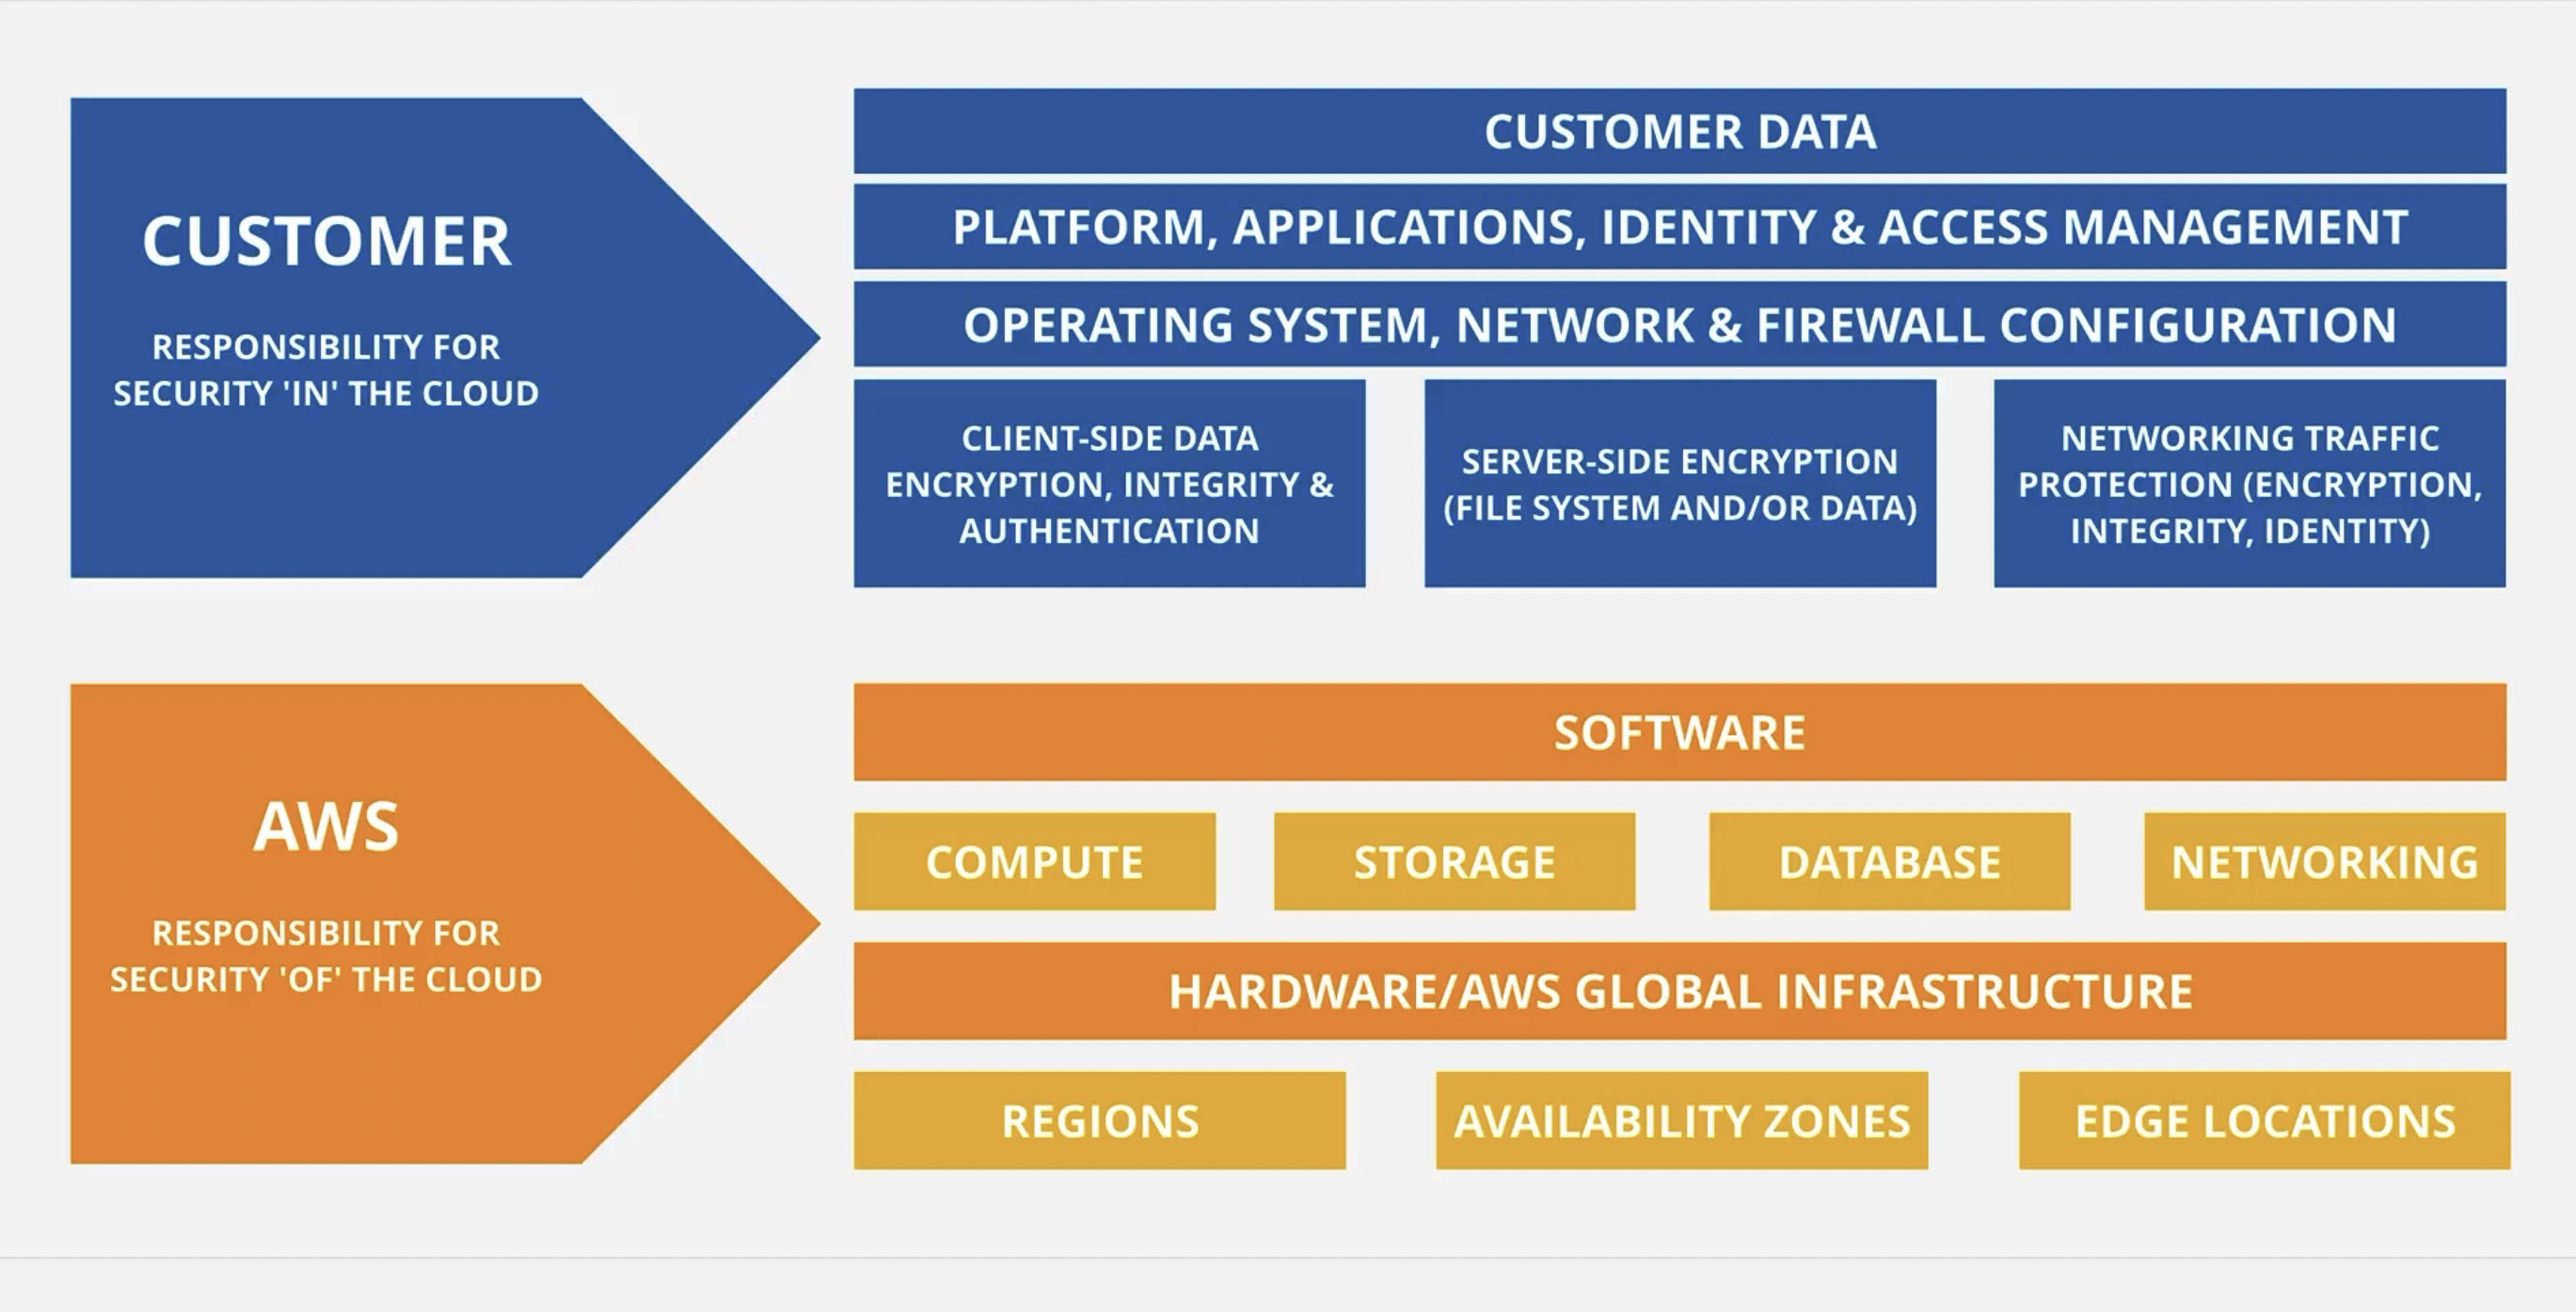 CUSTOMER
RESPONSIBILITY FOR
SECURITY 'IN' THE CLOUD
CUSTOMER DATA
PLATFORM, APPLICATIONS, IDENTITY & ACCESS MANAGEMENT
OPERATING SYSTEM, NETWORK & FIREWALL CONFIGURATION
CLIENT-SIDE DATA
ENCRYPTION, INTEGRITY &
AUTHENTICATION
SERVER-SIDE ENCRYPTION
(FILE SYSTEM AND/OR DATA)
NETWORKING TRAFFIC
PROTECTION (ENCRYPTION,
INTEGRITY, IDENTITY)
AWS
RESPONSIBILITY FOR
SECURITY 'OF' THE CLOUD
SOFTWARE
COMPUTE
STORAGE
DATABASE
NETWORKING
HARDWARE/AWS GLOBAL INFRASTRUCTURE
REGIONS
AVAILABILITY ZONES
EDGE LOCATIONS